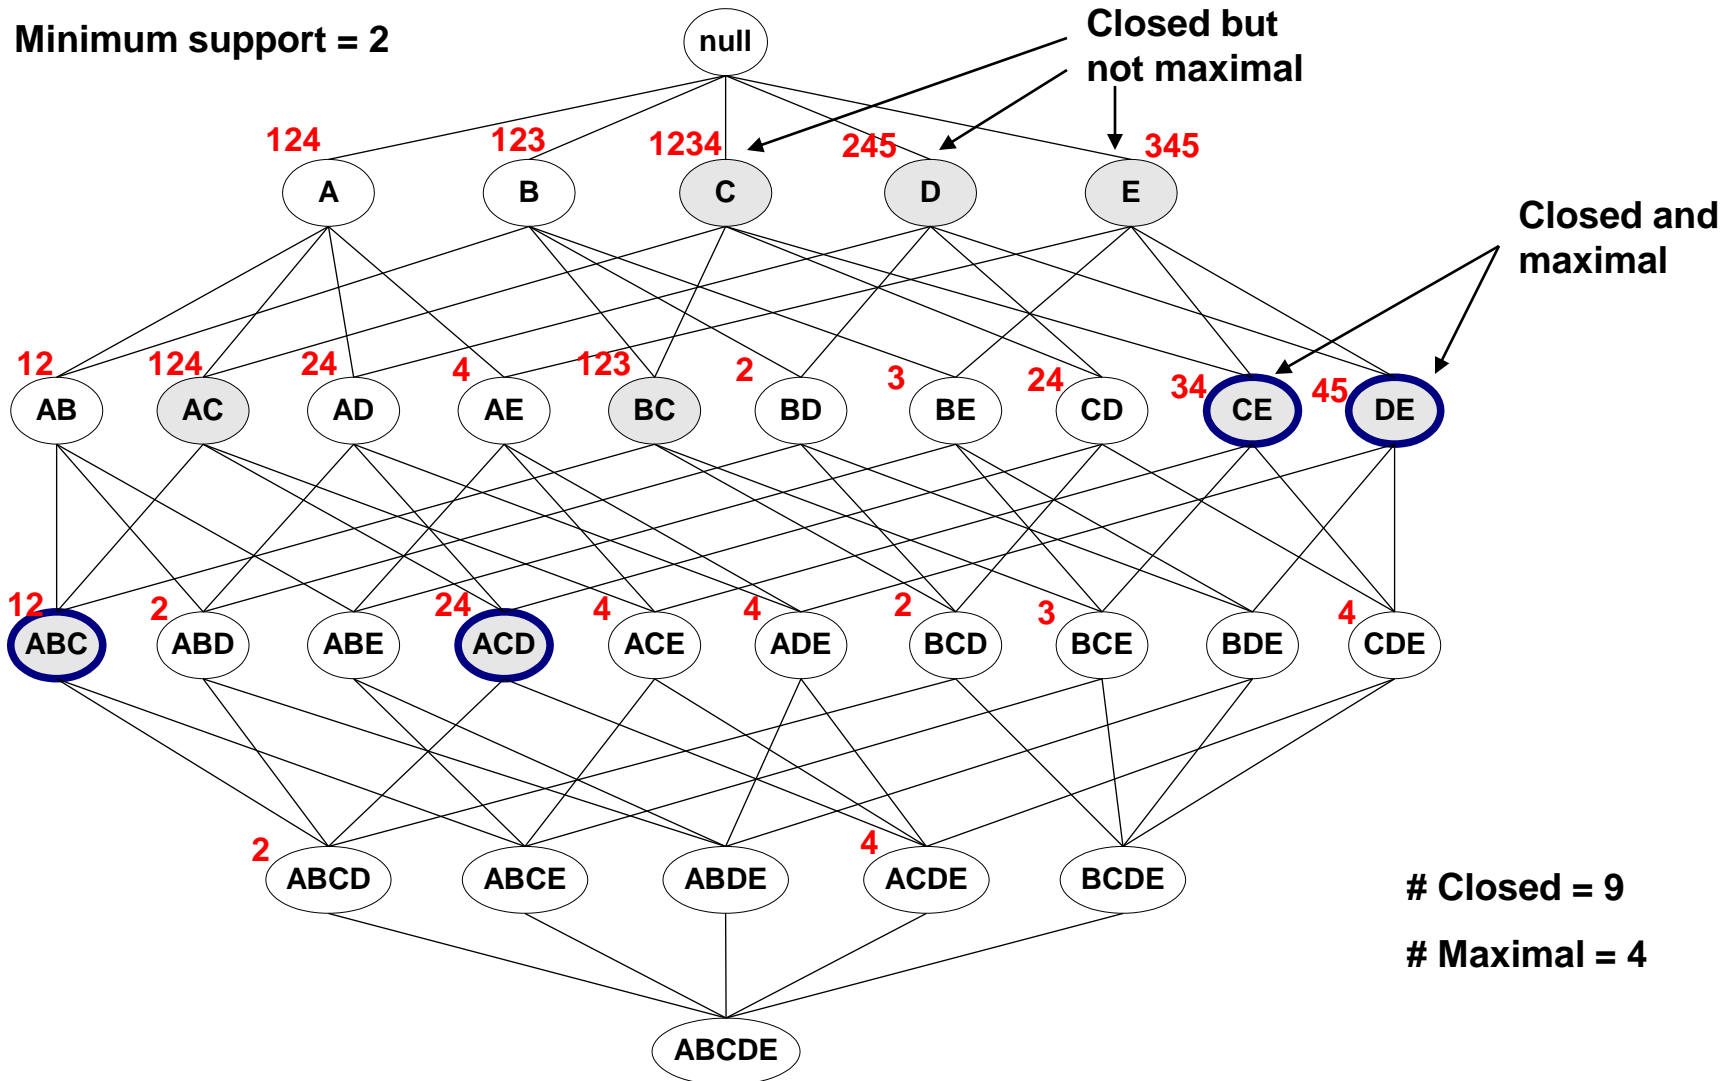 Minimum support = 2
null
Closed but
not maximal
124 123 1234 245 345
A B C D E
Closed and
maximal
12 124 24 4 123 2 3 24 34 45
AB AC AD AE BC BD BE CD CE DE
12 2 24 4 4 2 3 4
ABC ABD ABE ACD ACE ADE BCD BCE BDE CDE
2 4
ABCD ABCE ABDE ACDE BCDE
# Closed = 9
# Maximal = 4
ABCDE